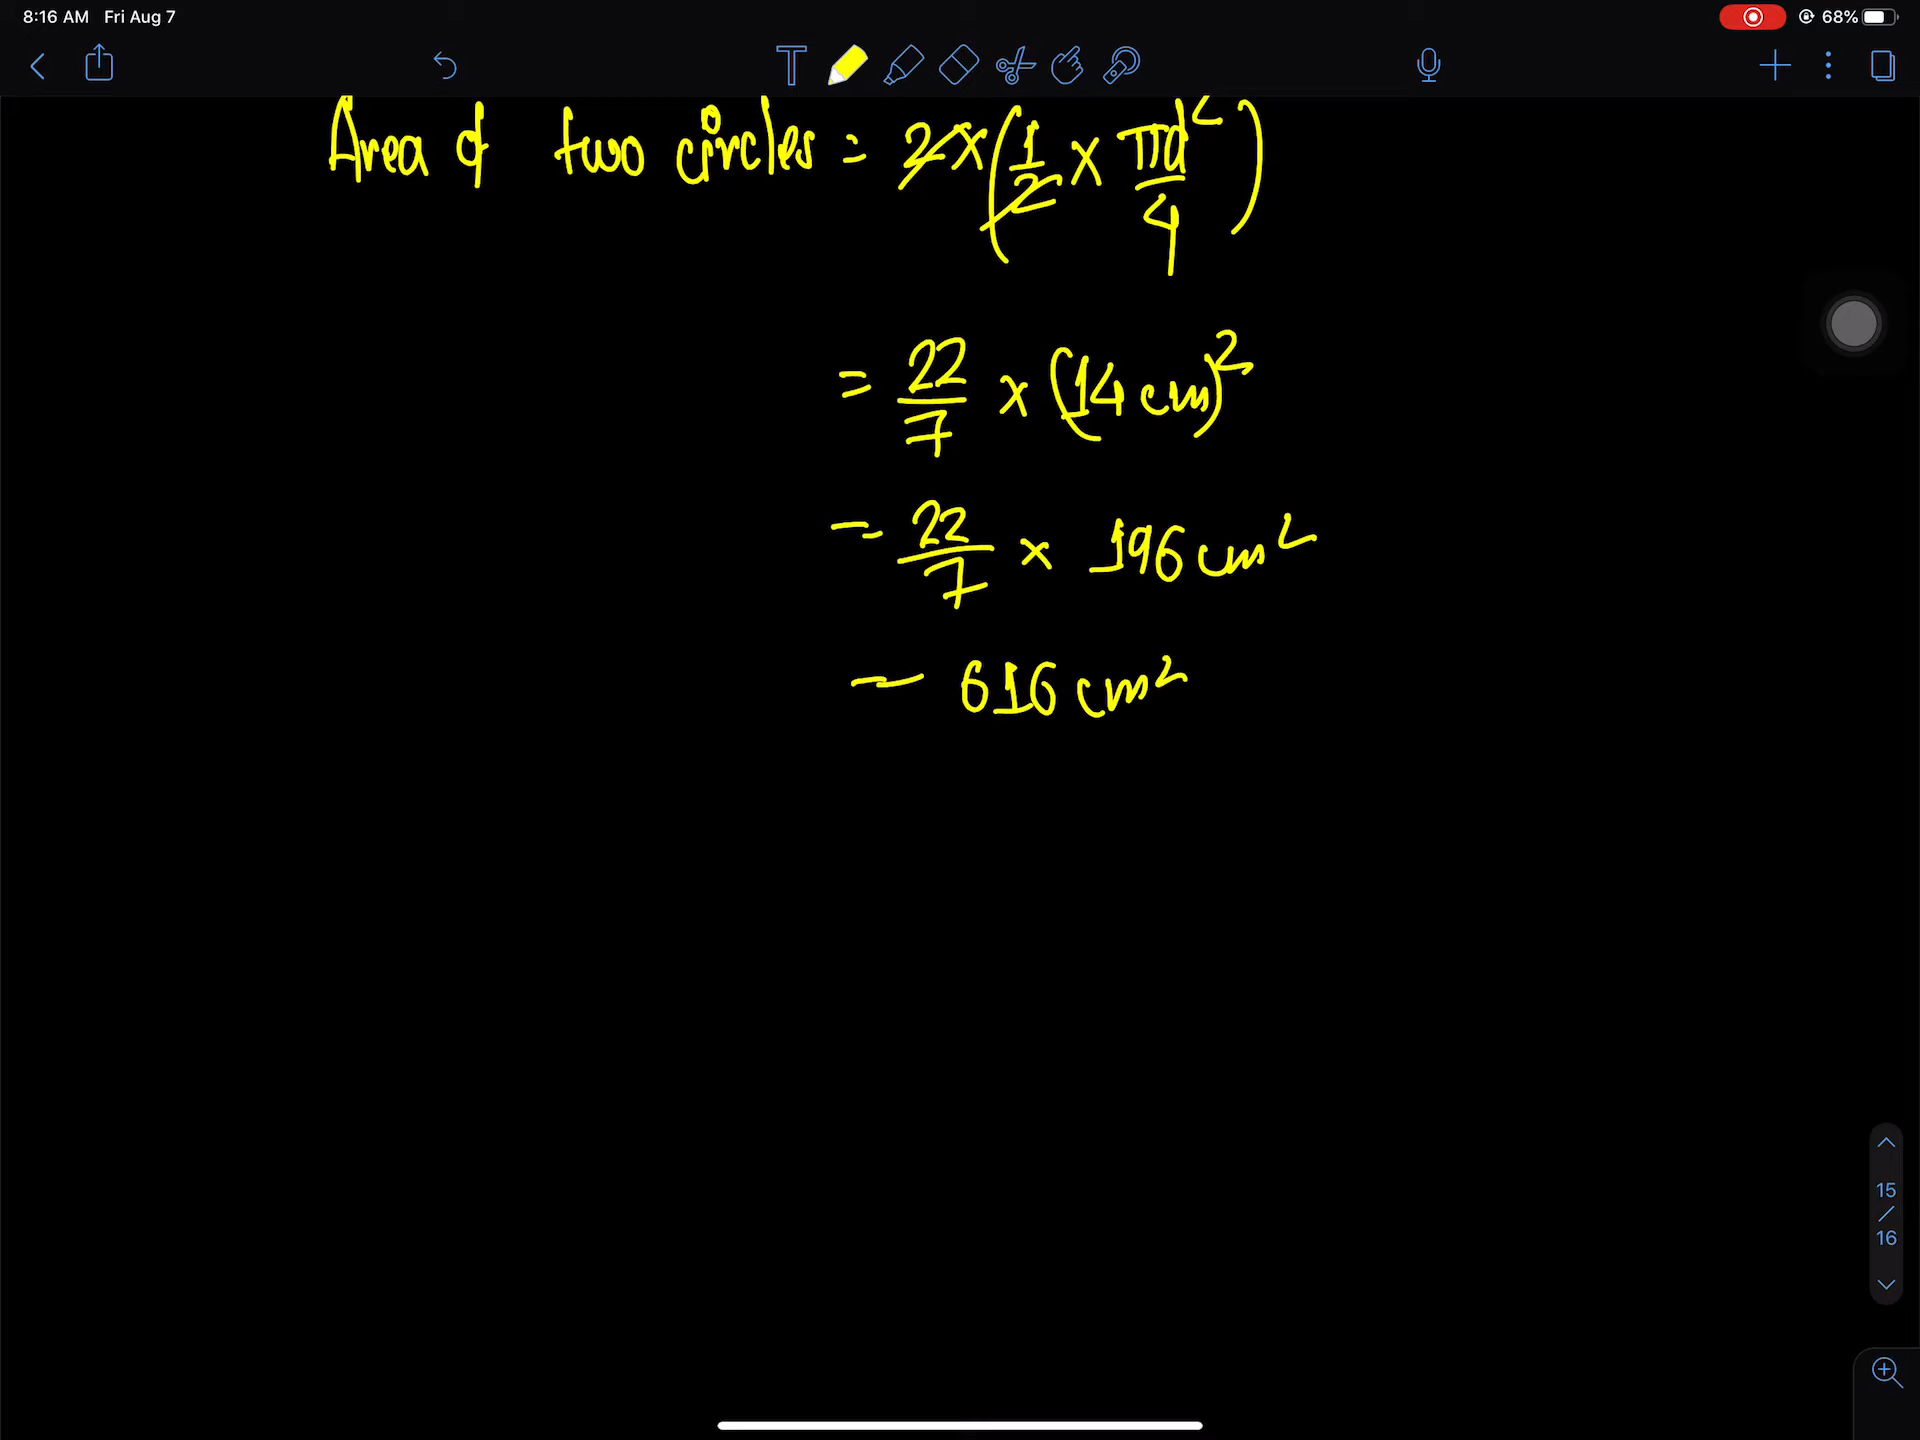 8:16 AM Fri Aug 7 68%
Area of two circles = 2 x (1/2 x πd²/4)
= 22/7 x (14 cm)²
= 22/7 x 196 cm²
= 616 cm²
15
/
16